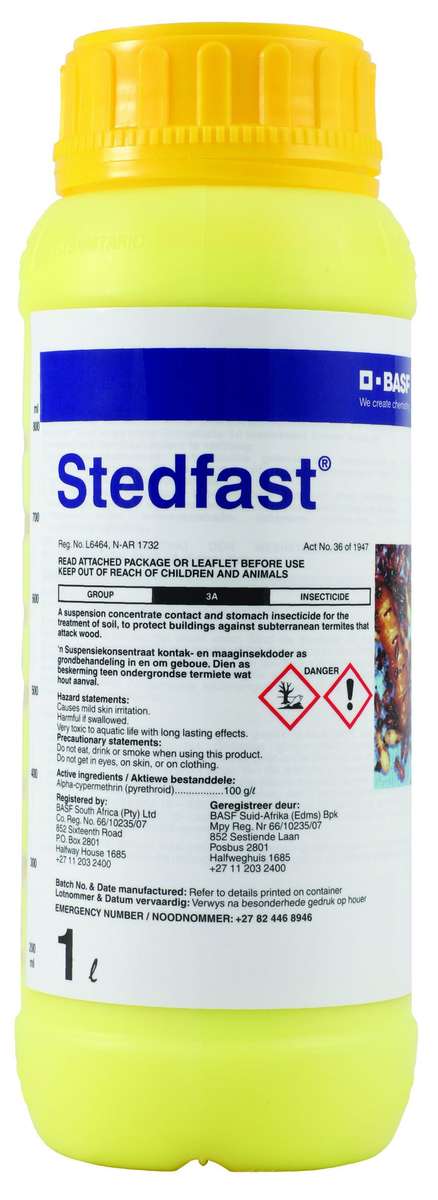 BASF
We create chemistry
Stedfast®
Reg. No. L6464, N-AR 1732 Act No. 36 of 1947
READ ATTACHED PACKAGE OR LEAFLET BEFORE USE
KEEP OUT OF REACH OF CHILDREN AND ANIMALS
GROUP 3A INSECTICIDE
A suspension concentrate contact and stomach insecticide for the
treatment of soil, to protect buildings against subterranean termites that
attack wood.
'n Suspensiekonsentraat kontak- en maaginsekdoder as
grondbehandeling in en om geboue. Dien as
beskerming teen ondergrondse termiete wat
hout aanval.
DANGER
Hazard statements:
Causes mild skin irritation.
Harmful if swallowed.
Very toxic to aquatic life with long lasting effects.
Precautionary statements:
Do not eat, drink or smoke when using this product.
Do not get in eyes, on skin, or on clothing.
Active ingredients / Aktiewe bestanddele:
Alpha-cypermethrin (pyrethroid)..................100 g/ℓ
Registered by:
BASF South Africa (Pty) Ltd
Co. Reg. No. 66/10235/07
852 Sixteenth Road
P.O. Box 2801
Halfway House 1685
+27 11 203 2400
Geregistreer deur:
BASF Suid-Afrika (Edms) Bpk
Mpy Reg. Nr 66/10235/07
852 Sestiende Laan
Posbus 2801
Halfweghuis 1685
+27 11 203 2400
Batch No. & Date manufactured: Refer to details printed on container
Lotnommer & Datum vervaardig: Verwys na besonderhede gedruk op houer
EMERGENCY NUMBER / NOODNOMMER: +27 82 446 8946
1 ℓ
ml
800
700
600
500
400
300
200
ml